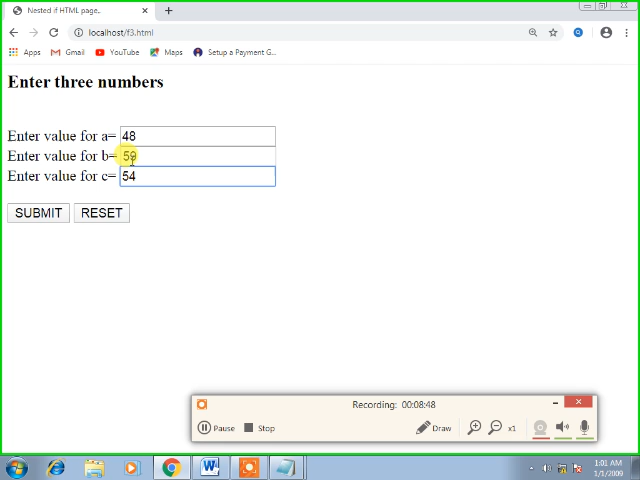 Nested if HTML page..
localhost/f3.html
Apps Gmail YouTube Maps Setup a Payment G...
Enter three numbers
Enter value for a= 48
Enter value for b= 59
Enter value for c= 54
SUBMIT RESET
Recording: 00:08:48
Pause Stop Draw x1
1:01 AM
1/1/2009